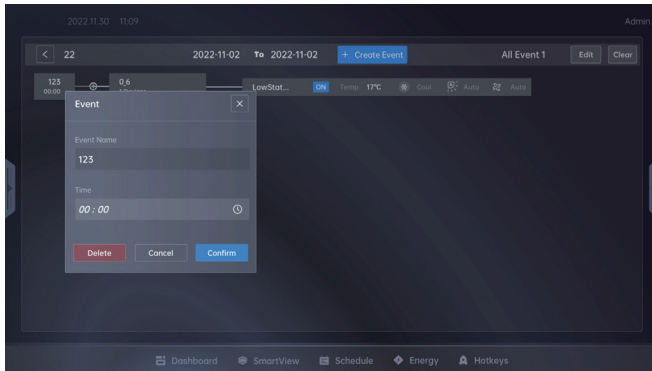 2022.11.30 11:09 Admin
22 2022-11-02 To 2022-11-02 + Create Event All Event 1 Edit Clear
123 0,6 LowStat... ON Temp 17°C Cool Auto Auto
00:00
Event
Event Name
123
Time
00 : 00
Delete Cancel Confirm
Dashboard SmartView Schedule Energy Hotkeys